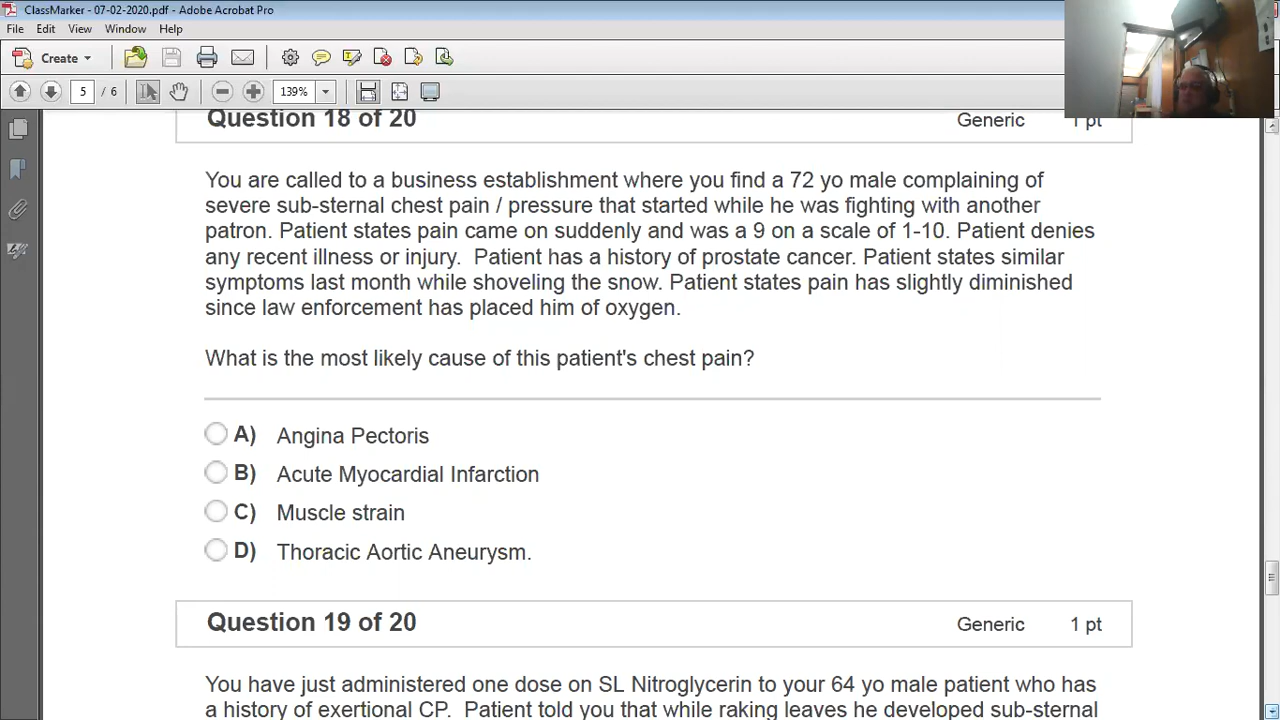 ClassMarker - 07-02-2020.pdf - Adobe Acrobat Pro
File Edit View Window Help
Create
5 / 6 139%
Question 18 of 20 Generic 1 pt
You are called to a business establishment where you find a 72 yo male complaining of
severe sub-sternal chest pain / pressure that started while he was fighting with another
patron. Patient states pain came on suddenly and was a 9 on a scale of 1-10. Patient denies
any recent illness or injury. Patient has a history of prostate cancer. Patient states similar
symptoms last month while shoveling the snow. Patient states pain has slightly diminished
since law enforcement has placed him of oxygen.
What is the most likely cause of this patient's chest pain?
A) Angina Pectoris
B) Acute Myocardial Infarction
C) Muscle strain
D) Thoracic Aortic Aneurysm.
Question 19 of 20 Generic 1 pt
You have just administered one dose on SL Nitroglycerin to your 64 yo male patient who has
a history of exertional CP. Patient told you that while raking leaves he developed sub-sternal